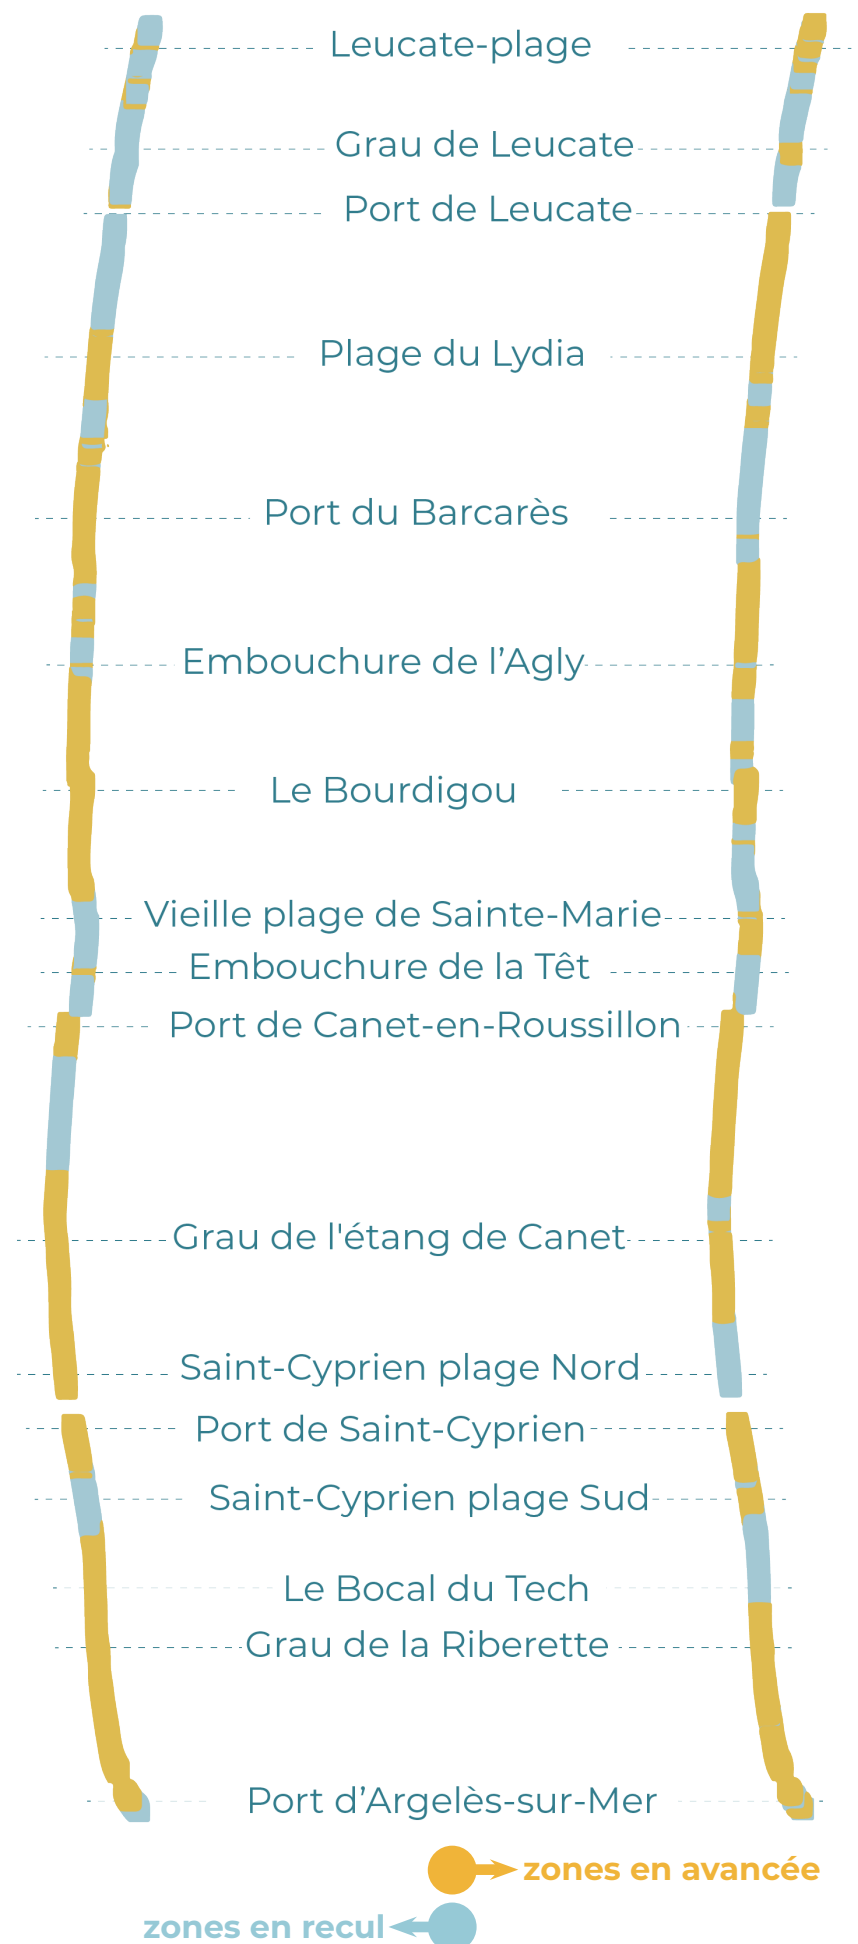 Leucate-plage
Grau de Leucate
Port de Leucate
Plage du Lydia
Port du Barcarès
Embouchure de l’Agly
Le Bourdigou
Vieille plage de Sainte-Marie
Embouchure de la Têt
Port de Canet-en-Roussillon
Grau de l'étang de Canet
Saint-Cyprien plage Nord
Port de Saint-Cyprien
Saint-Cyprien plage Sud
Le Bocal du Tech
Grau de la Riberette
Port d’Argelès-sur-Mer
zones en avancée
zones en recul